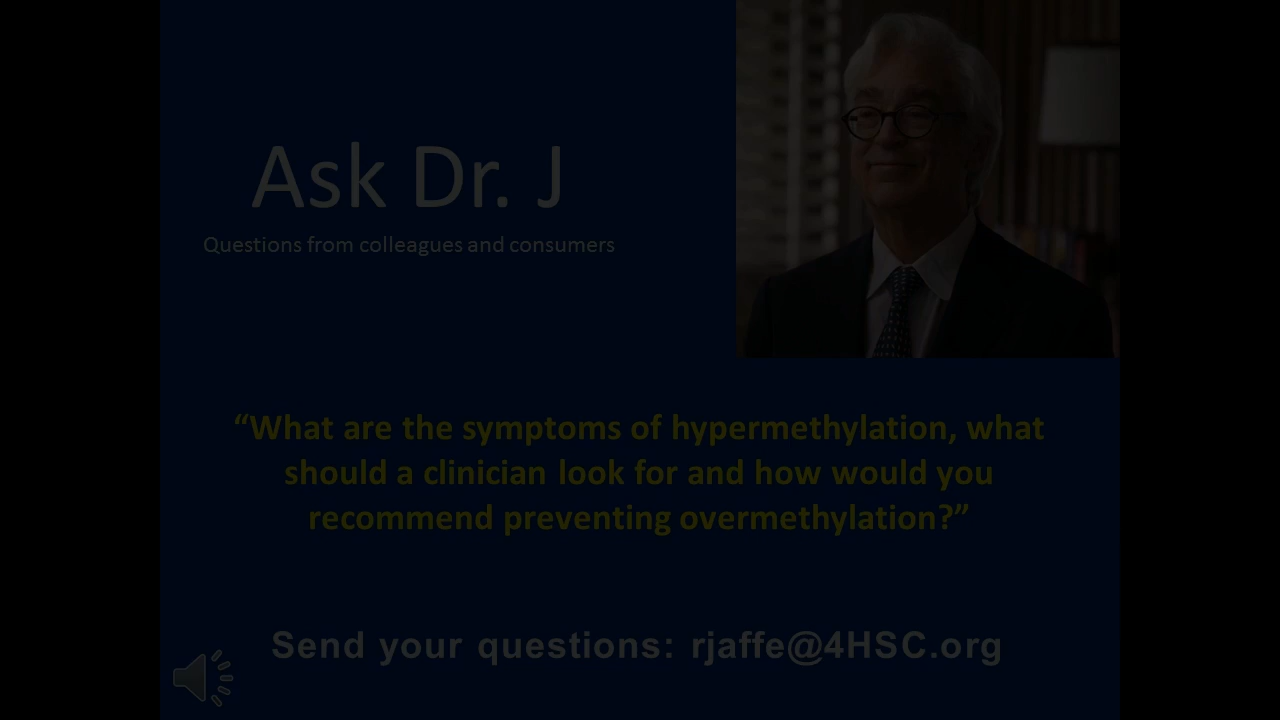 Ask Dr. J
Questions from colleagues and consumers
“What are the symptoms of hypermethylation, what
should a clinician look for and how would you
recommend preventing overmethylation?”
Send your questions: rjaffe@4HSC.org